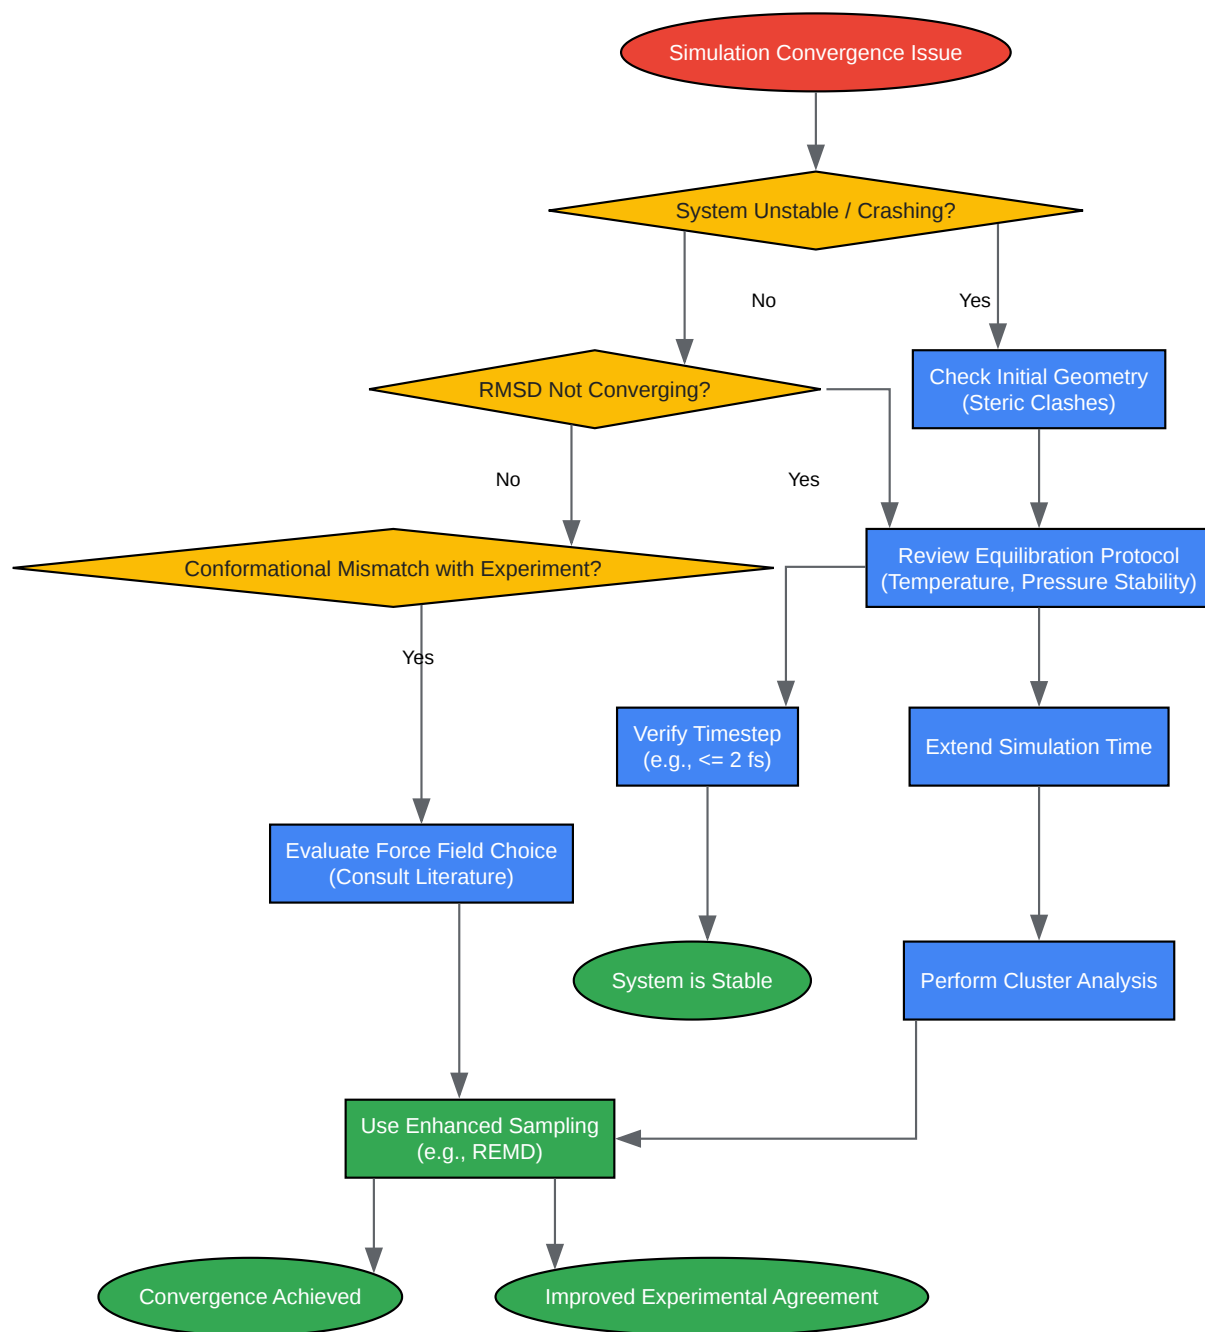 Simulation Convergence Issue
System Unstable / Crashing?
No
Yes
RMSD Not Converging?
Check Initial Geometry
(Steric Clashes)
No
Yes
Conformational Mismatch with Experiment?
Review Equilibration Protocol
(Temperature, Pressure Stability)
Yes
Verify Timestep
(e.g., <= 2 fs)
Extend Simulation Time
Evaluate Force Field Choice
(Consult Literature)
System is Stable
Perform Cluster Analysis
Use Enhanced Sampling
(e.g., REMD)
Convergence Achieved
Improved Experimental Agreement